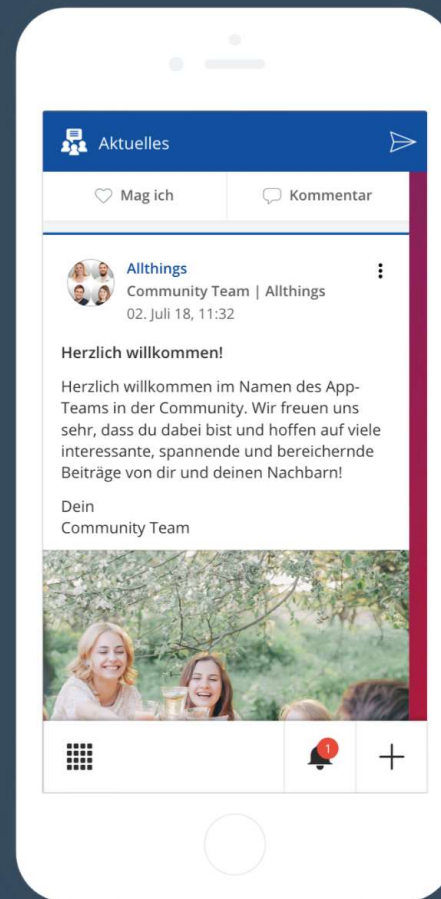 Aktuelles
Mag ich
Kommentar
Allthings
Community Team | Allthings
02. Juli 18, 11:32
Herzlich willkommen!
Herzlich willkommen im Namen des App-
Teams in der Community. Wir freuen uns
sehr, dass du dabei bist und hoffen auf viele
interessante, spannende und bereichernde
Beiträge von dir und deinen Nachbarn!
Dein
Community Team
1